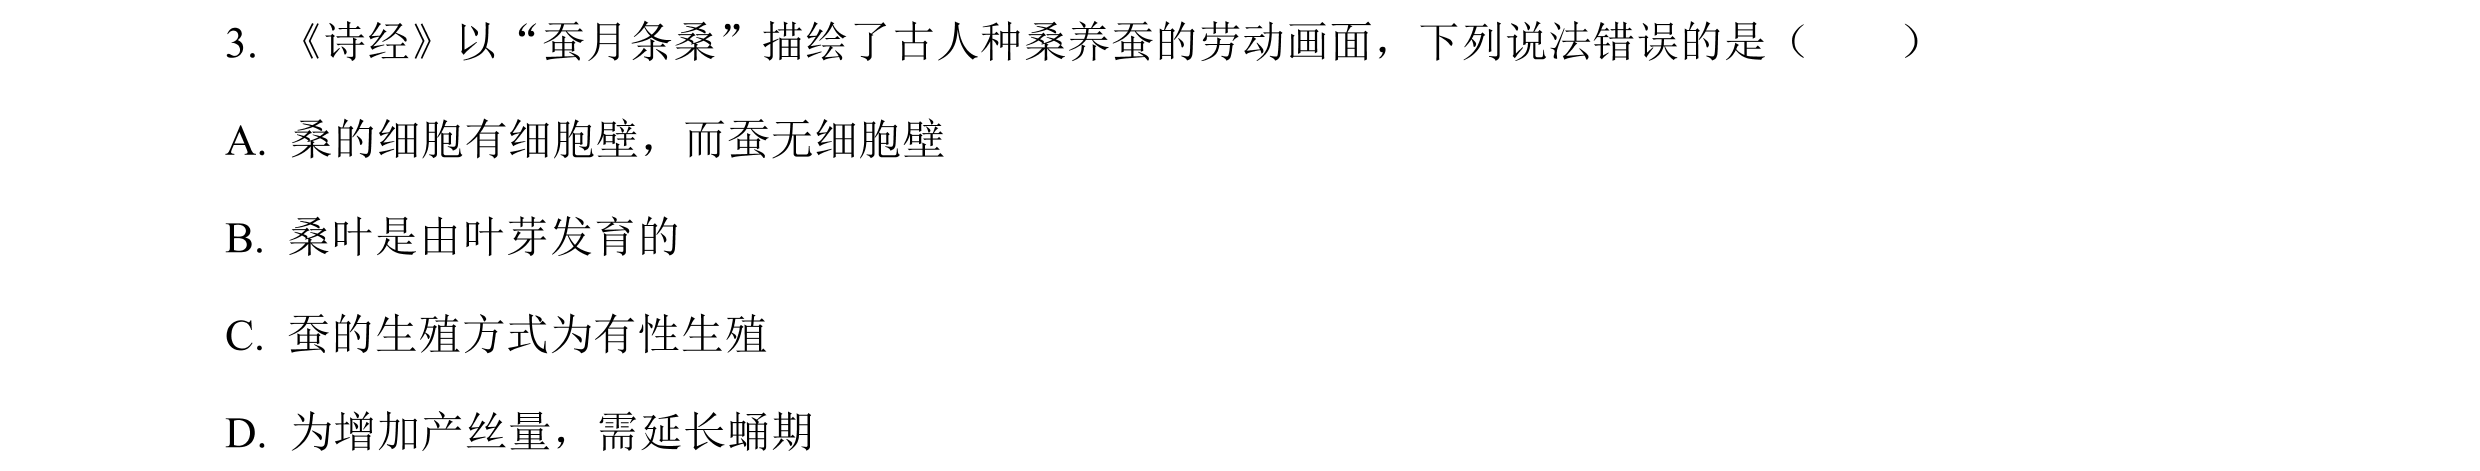 3. 《诗经》以“蚕月条桑”描绘了古人种桑养蚕的劳动画面，下列说法错误的是（　　）
A. 桑的细胞有细胞壁，而蚕无细胞壁
B. 桑叶是由叶芽发育的
C. 蚕的生殖方式为有性生殖
D. 为增加产丝量，需延长蛹期